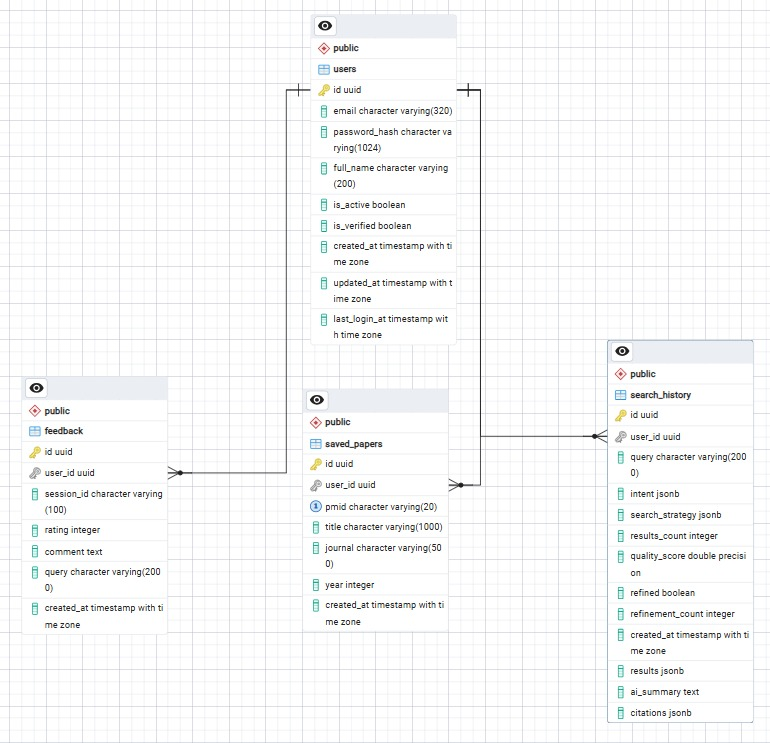 public
users
id uuid
email character varying(320)
password_hash character va
rying(1024)
full_name character varying
(200)
is_active boolean
is_verified boolean
created_at timestamp with ti
me zone
updated_at timestamp with t
ime zone
last_login_at timestamp wit
h time zone
public
feedback
id uuid
user_id uuid
session_id character varying
(100)
rating integer
comment text
query character varying(200
0)
created_at timestamp with ti
me zone
public
saved_papers
id uuid
user_id uuid
1
pmid character varying(20)
title character varying(1000)
journal character varying(50
0)
year integer
created_at timestamp with ti
me zone
public
search_history
id uuid
user_id uuid
query character varying(200
0)
intent jsonb
search_strategy jsonb
results_count integer
quality_score double precisi
on
refined boolean
refinement_count integer
created_at timestamp with ti
me zone
results jsonb
ai_summary text
citations jsonb